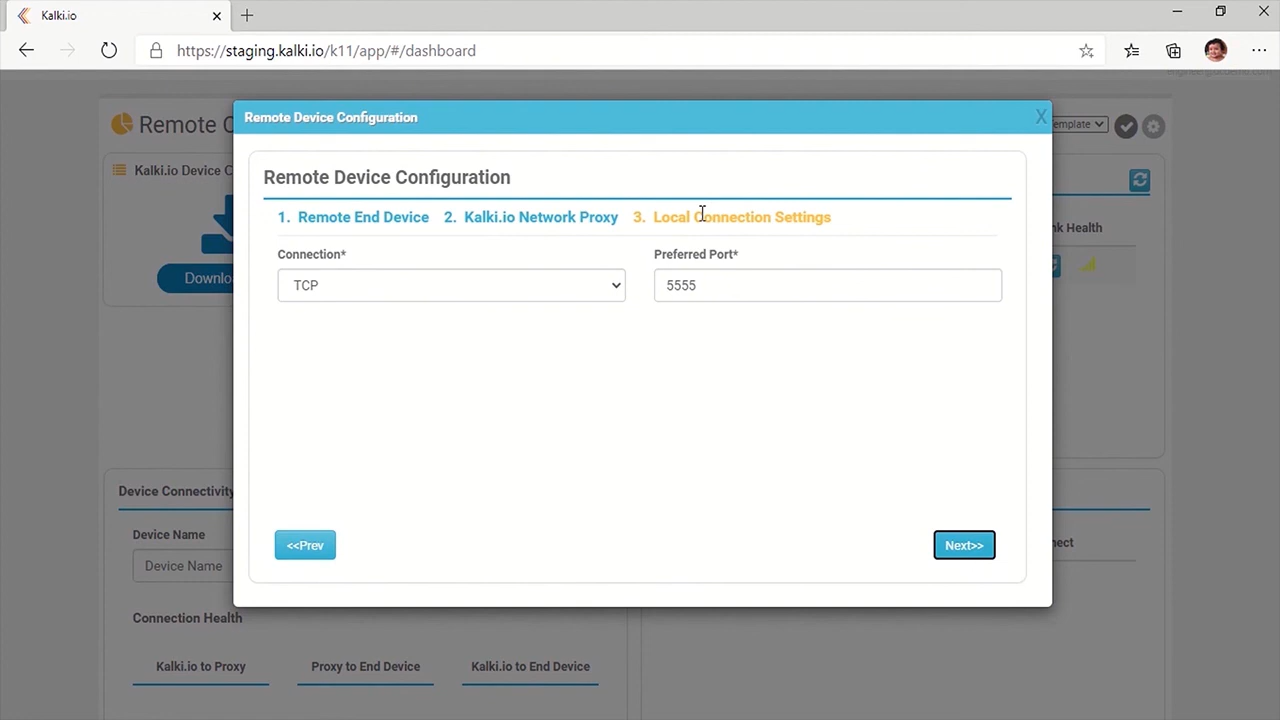 Kalki.io
https://staging.kalki.io/k11/app/#/dashboard
Remote Device Configuration
X
Remote C
Template
Kalki.io Device C
Remote Device Configuration
1. Remote End Device 2. Kalki.io Network Proxy 3. Local Connection Settings
nk Health
Connection*
Preferred Port*
TCP
5555
Downlo
Device Connectivity
Device Name
Device Name
<<Prev
Next>>
nect
Connection Health
Kalki.io to Proxy
Proxy to End Device
Kalki.io to End Device